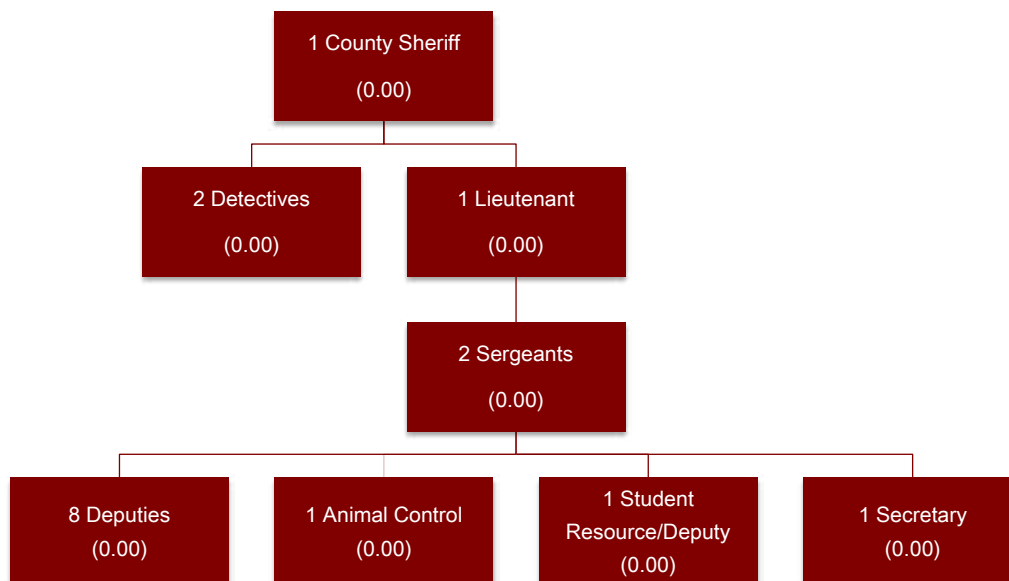 1 County Sheriff
(0.00)
2 Detectives
(0.00)
1 Lieutenant
(0.00)
2 Sergeants
(0.00)
8 Deputies
(0.00)
1 Animal Control
(0.00)
1 Student
Resource/Deputy
(0.00)
1 Secretary
(0.00)